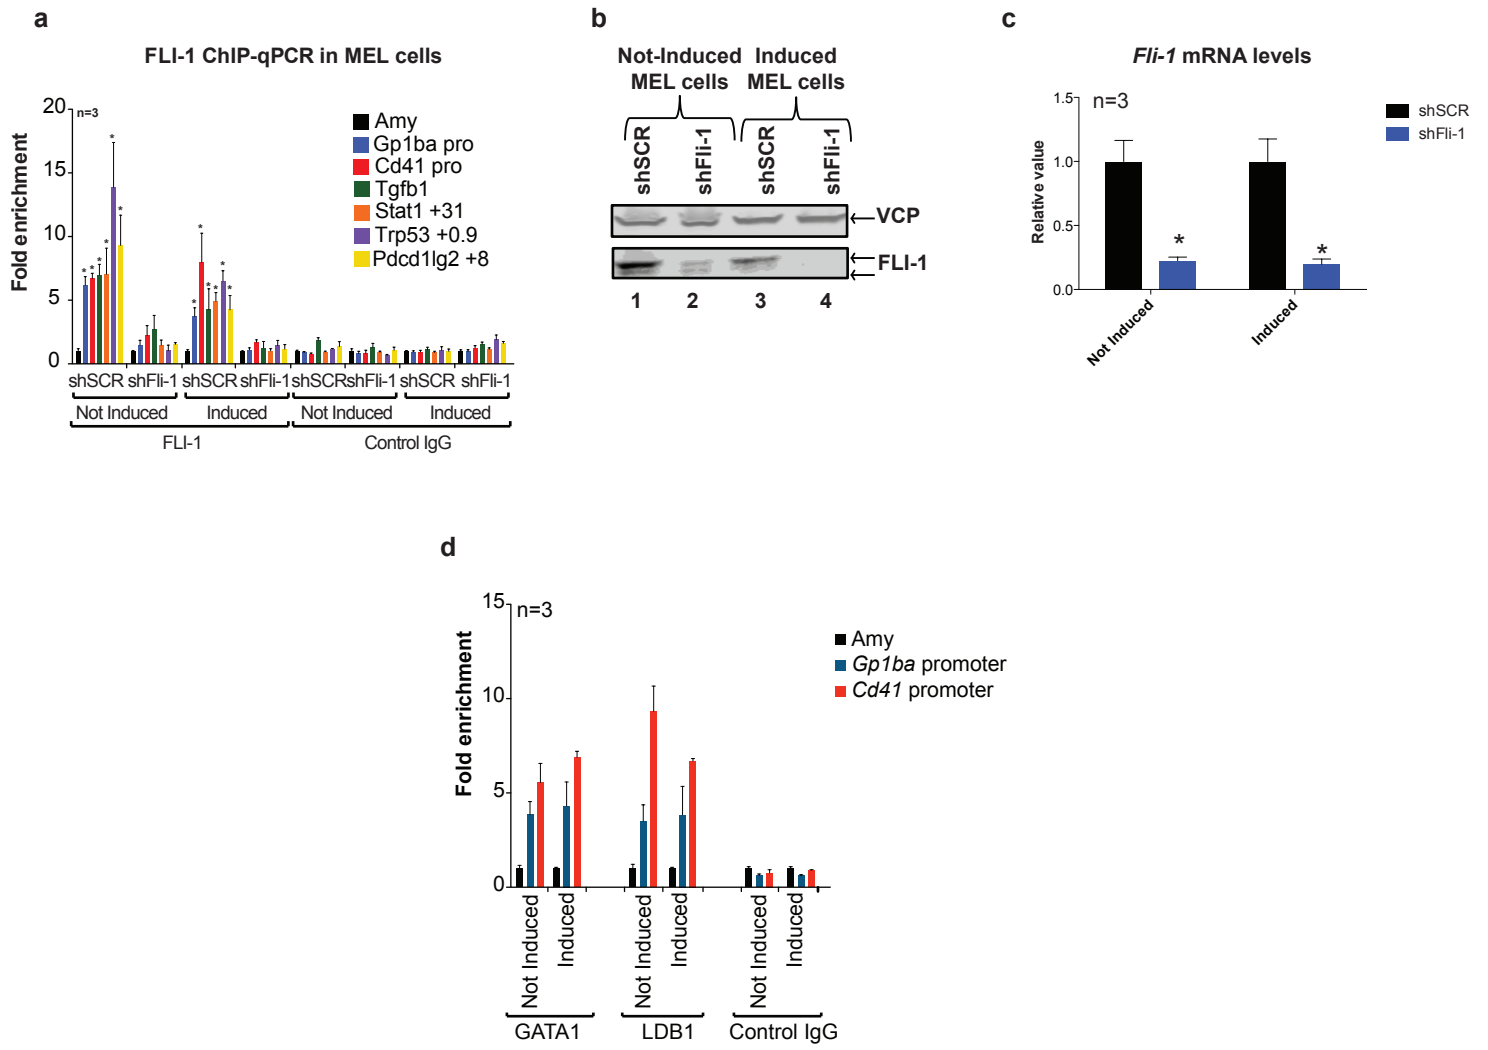 a
FLI-1 ChIP-qPCR in MEL cells
Fold enrichment
20
15
10
5
0
n=3
* * * * * * * * * * * *
Amy
Gp1ba pro
Cd41 pro
Tgfb1
Stat1 +31
Trp53 +0.9
Pdcd1lg2 +8
shSCR shFli-1 shSCR shFli-1 shSCR shFli-1 shSCR shFli-1
Not Induced Induced Not Induced Induced
FLI-1 Control IgG
b
Not-Induced Induced
MEL cells MEL cells
shSCR shFli-1 shSCR shFli-1
VCP
FLI-1
1 2 3 4
c
Fli-1 mRNA levels
Relative value
1.5
1.0
0.5
0.0
n=3
* *
shSCR
shFli-1
Not Induced Induced
d
Fold enrichment
15
10
5
0
n=3
Amy
Gp1ba promoter
Cd41 promoter
Not Induced Induced Not Induced Induced Not Induced Induced
GATA1 LDB1 Control IgG